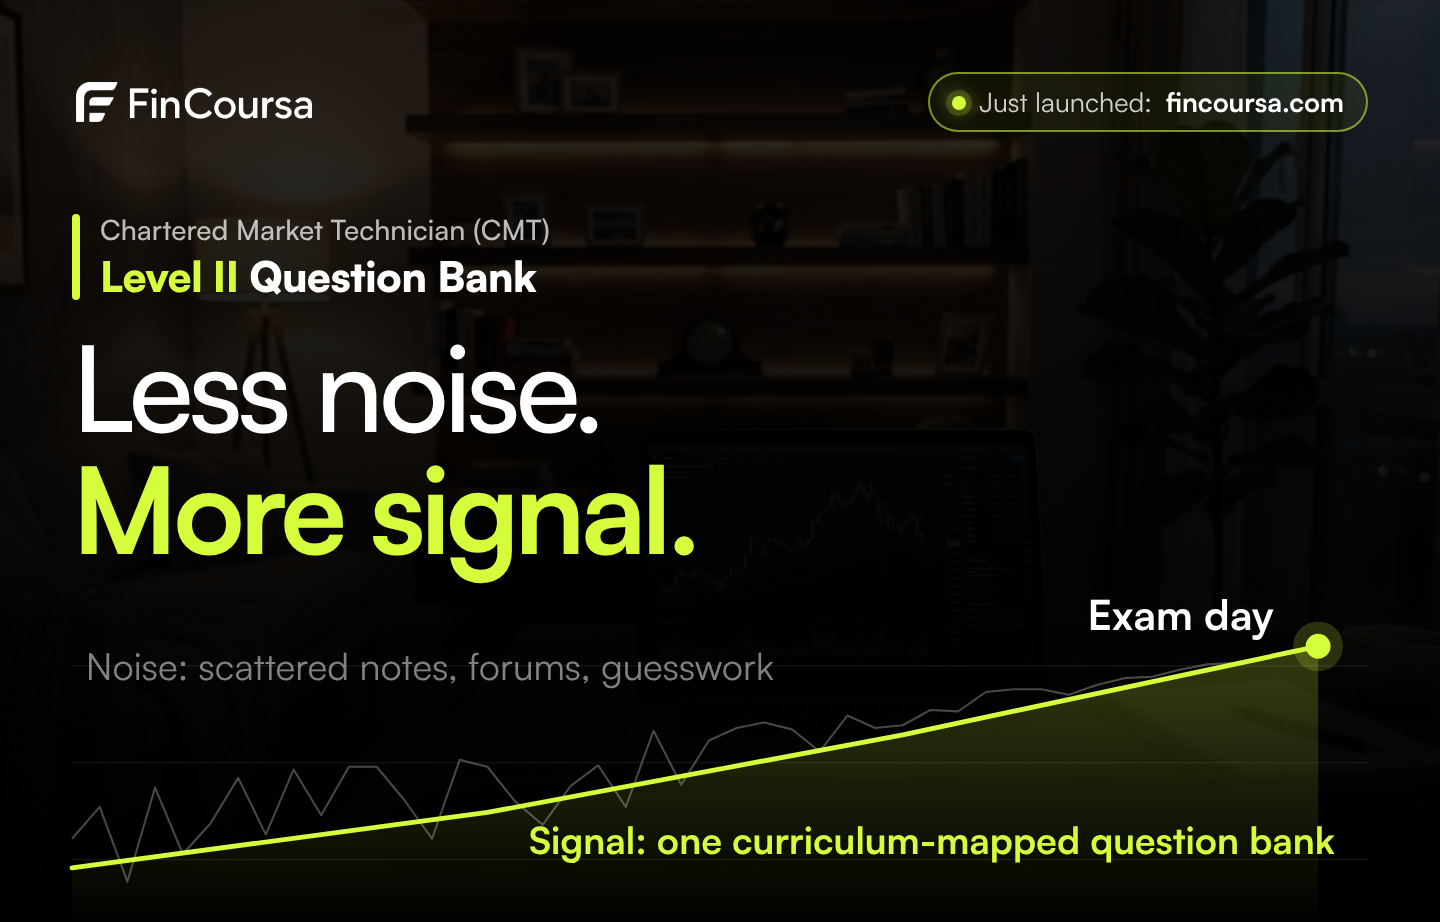 FinCoursa
Just launched: fincoursa.com
Chartered Market Technician (CMT)
Level II Question Bank
Less noise.
More signal.
Exam day
Noise: scattered notes, forums, guesswork
Signal: one curriculum-mapped question bank